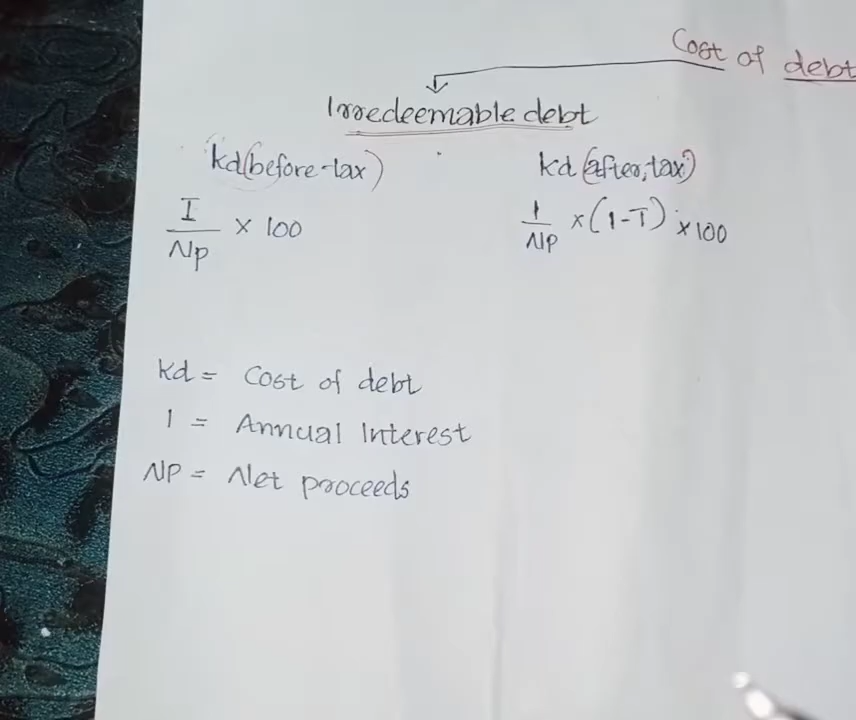 Cost of debt
Irredeemable debt
kd(before-tax)
kd (after, tax)
I/NP × 100
I/NP × (1-T) × 100
kd = Cost of debt
I = Annual Interest
NP = Net proceeds